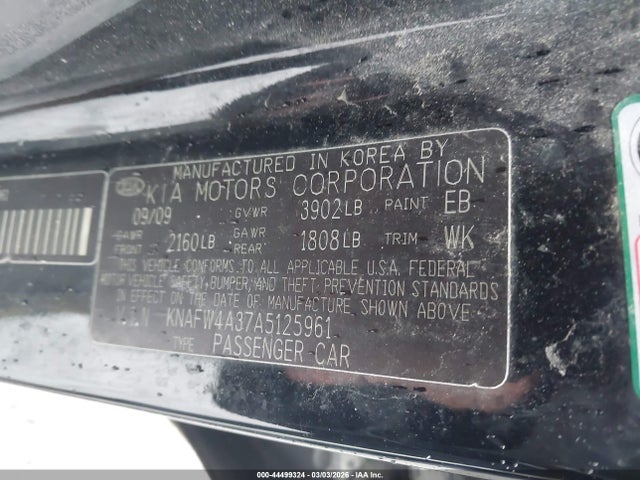 MANUFACTURED IN KOREA BY
KIA KIA MOTORS CORPORATION
09/09 GVWR 3902LB PAINT EB
GAWR FRONT 2160LB GAWR REAR 1808LB TRIM WK
THIS VEHICLE CONFORMS TO ALL APPLICABLE U.S.A. FEDERAL
MOTOR VEHICLE SAFETY, BUMPER, AND THEFT PREVENTION STANDARDS
IN EFFECT ON THE DATE OF MANUFACTURE SHOWN ABOVE
V.I.N KNAFW4A37A5125961
TYPE PASSENGER CAR
000-44499324 | 03/03/2026 | IAA Inc.